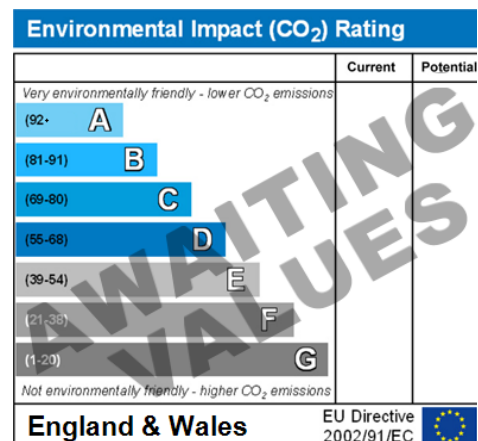 Environmental Impact (CO2) Rating
Current Potential
Very environmentally friendly - lower CO2 emissions
(92+ A
(81-91) B
(69-80) C
(55-68) D
(39-54) E
(21-38) F
(1-20) G
Not environmentally friendly - higher CO2 emissions
AWAITING
VALUES
England & Wales
EU Directive
2002/91/EC